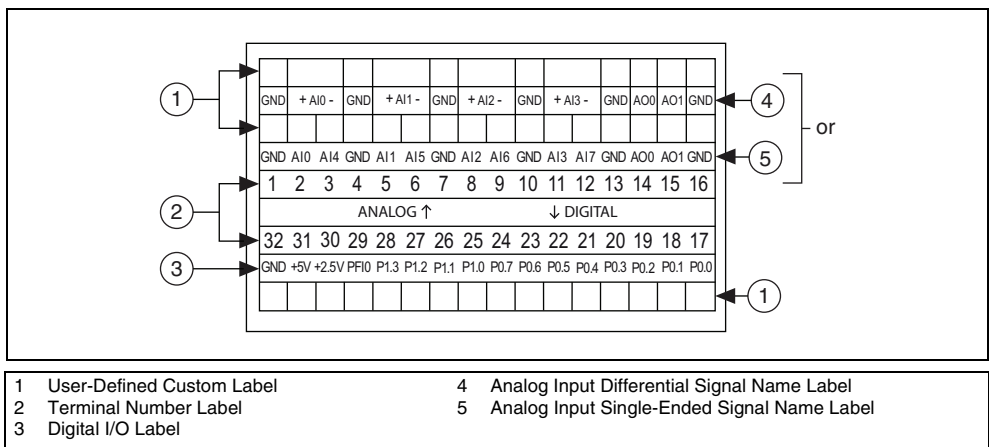 GND + AI0 - GND + AI1 - GND + AI2 - GND + AI3 - GND AO0 AO1 GND
1 4
or
GND AI0 AI4 GND AI1 AI5 GND AI2 AI6 GND AI3 AI7 GND AO0 AO1 GND
5
1 2 3 4 5 6 7 8 9 10 11 12 13 14 15 16
2 ANALOG ↑ ↓ DIGITAL
32 31 30 29 28 27 26 25 24 23 22 21 20 19 18 17
3 GND +5V +2.5V PFI0 P1.3 P1.2 P1.1 P1.0 P0.7 P0.6 P0.5 P0.4 P0.3 P0.2 P0.1 P0.0
1
1 User-Defined Custom Label
2 Terminal Number Label
3 Digital I/O Label
4 Analog Input Differential Signal Name Label
5 Analog Input Single-Ended Signal Name Label